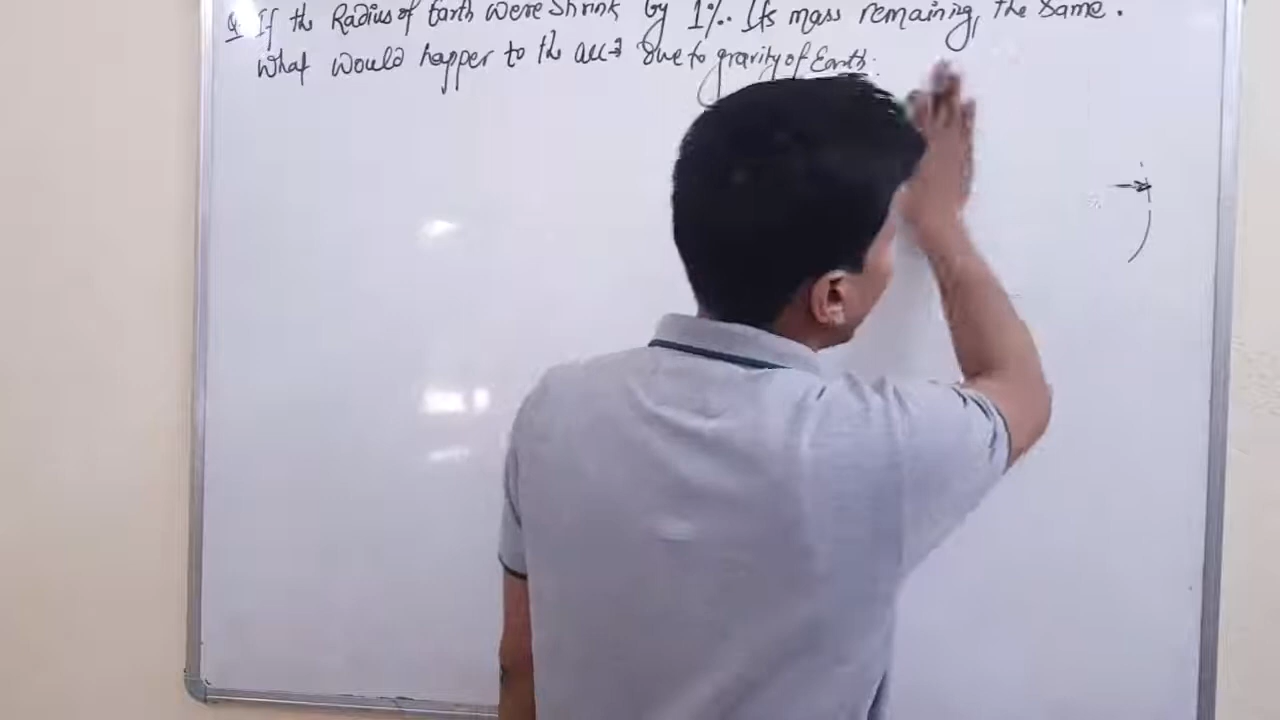 Q. If the Radius of Earth were Shrink by 1%. Its mass remaining, the same.
What would happer to the acc⁻ⁿ Due to gravity of Earth.